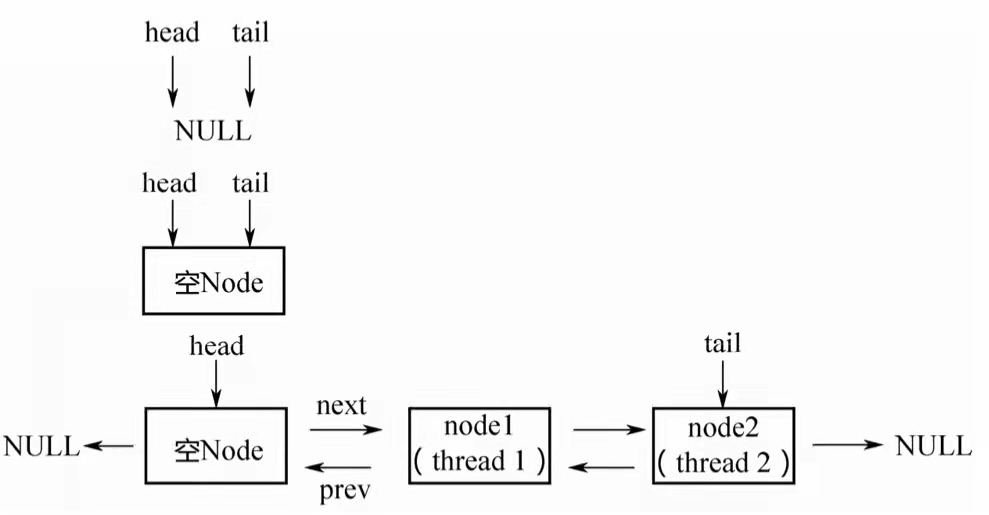 head tail
NULL
head tail
空Node
head
tail
NULL
空Node
next
prev
node1
( thread 1 )
node2
( thread 2 )
NULL